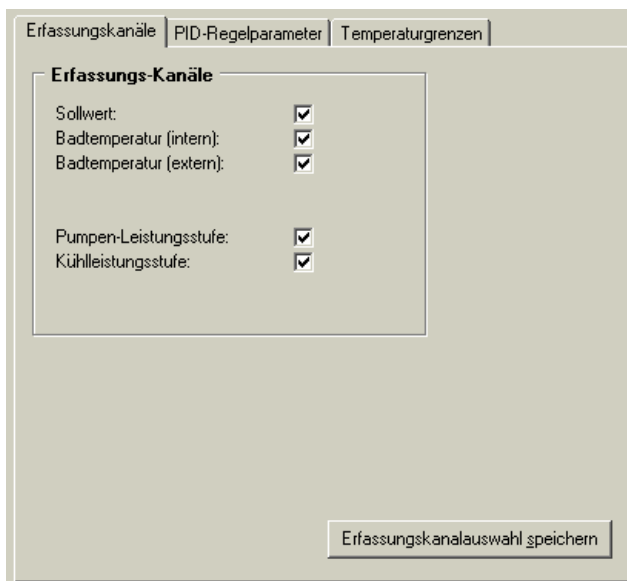 Erfassungskanäle PID-Regelparameter Temperaturgrenzen
Erfassungs-Kanäle
Sollwert:
Badtemperatur (intern):
Badtemperatur (extern):
Pumpen-Leistungsstufe:
Kühlleistungsstufe:
Erfassungskanalauswahl speichern